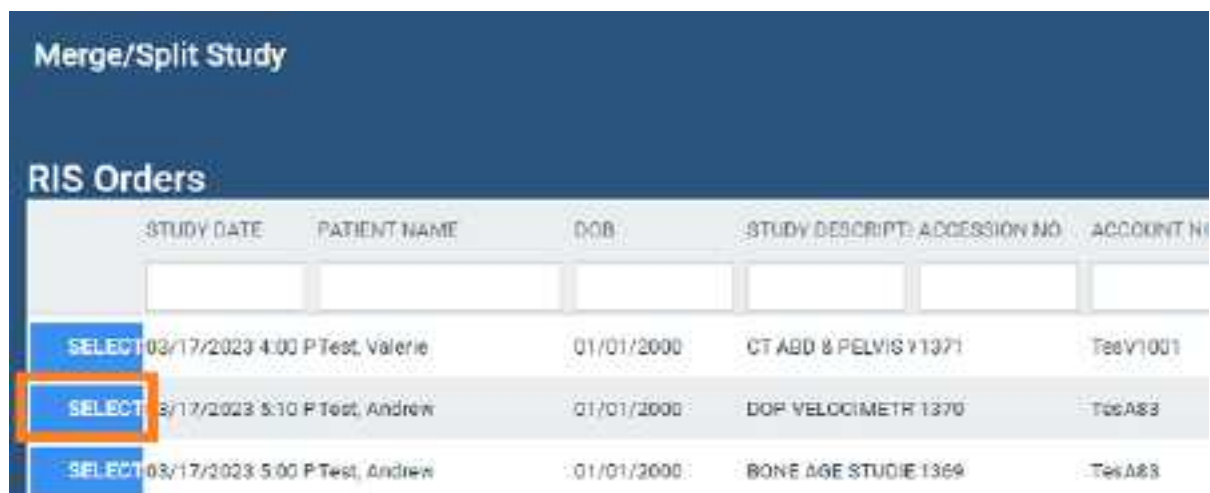 Merge/Split Study
RIS Orders
STUDY DATE PATIENT NAME DOB STUDY DESCRIPTI ACCESSION NO. ACCOUNT NO
SELECT 03/17/2023 4:00 P Test, Valerie 01/01/2000 CT ABD & PELVIS 1371 TesV1001
SELECT 3/17/2023 5:10 P Test, Andrew 01/01/2000 DOP VELOCIMETR 1370 TesA83
SELECT 03/17/2023 5:00 P Test, Andrew 01/01/2000 BONE AGE STUDIE 1369 TesA83